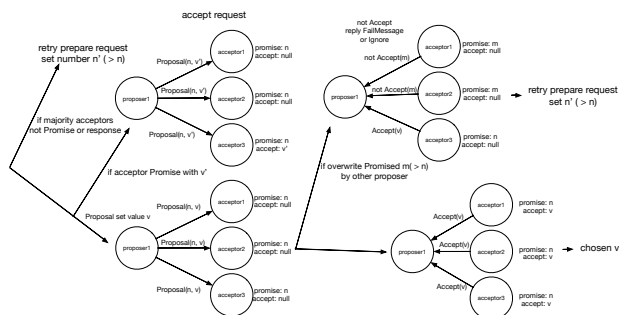 accept request
retry prepare request
set number n' ( > n)
if majority acceptors
not Promise or response
proposer1
Proposal(n, v')
Proposal(n, v')
Proposal(n, v')
acceptor1
promise: n
accept: null
acceptor2
promise: n
accept: null
acceptor3
promise: n
accept: v'
if acceptor Promise with v'
Proposal set value v
proposer1
Proposal(n, v)
Proposal(n, v)
Proposal(n, v)
acceptor1
promise: n
accept: null
acceptor2
promise: n
accept: null
acceptor3
promise: n
accept: null
not Accept
reply FailMessage
or Ignore
proposer1
not Accept(m)
not Accept(m)
Accept(v)
acceptor1
promise: m
accept: null
acceptor2
promise: m
accept: null
acceptor3
promise: n
accept: null
retry prepare request
set n' ( > n)
if overwrite Promised m( > n)
by other proposer
proposer1
Accept(v)
Accept(v)
Accept(v)
acceptor1
promise: n
accept: v
acceptor2
promise: n
accept: v
acceptor3
promise: n
accept: v
chosen v